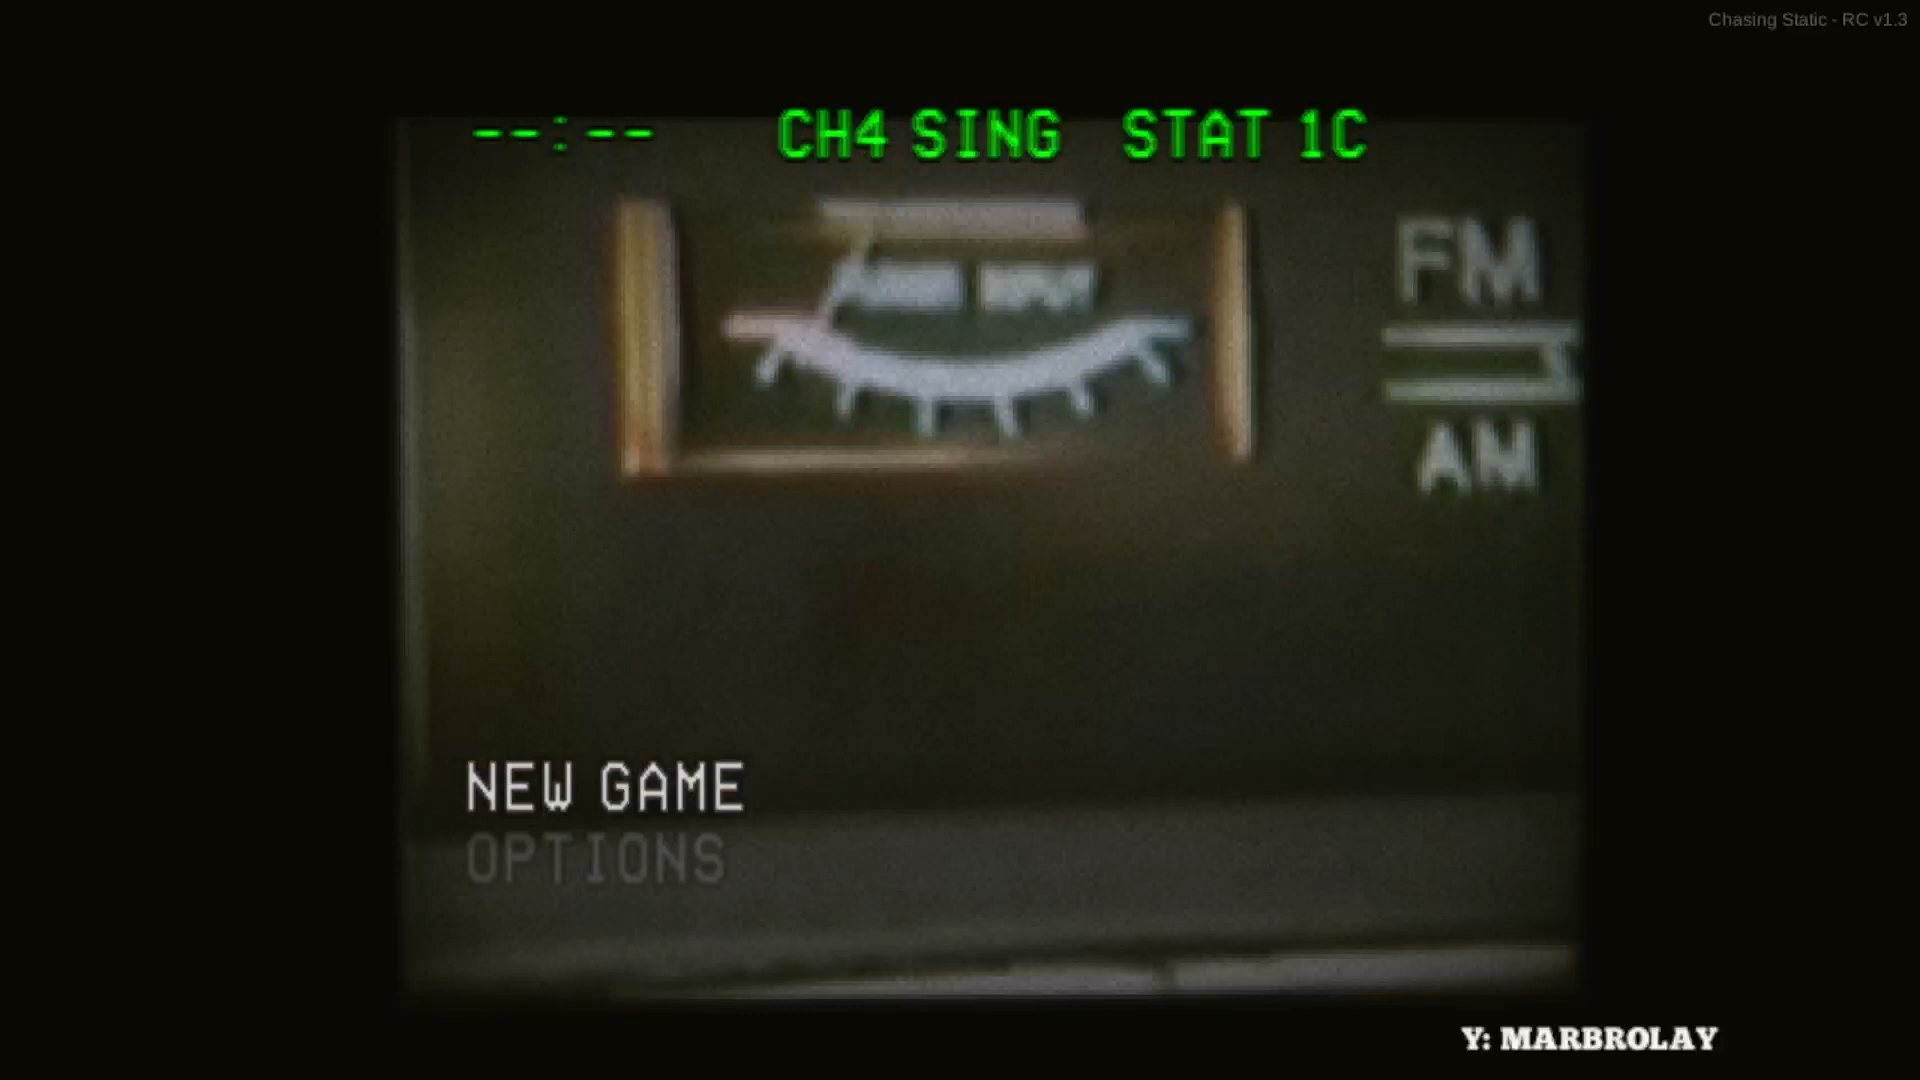 Chasing Static - RC v1.3
--:-- CH4 SING STAT 1C
FM
AM
NEW GAME
OPTIONS
Y: MARBROLAY